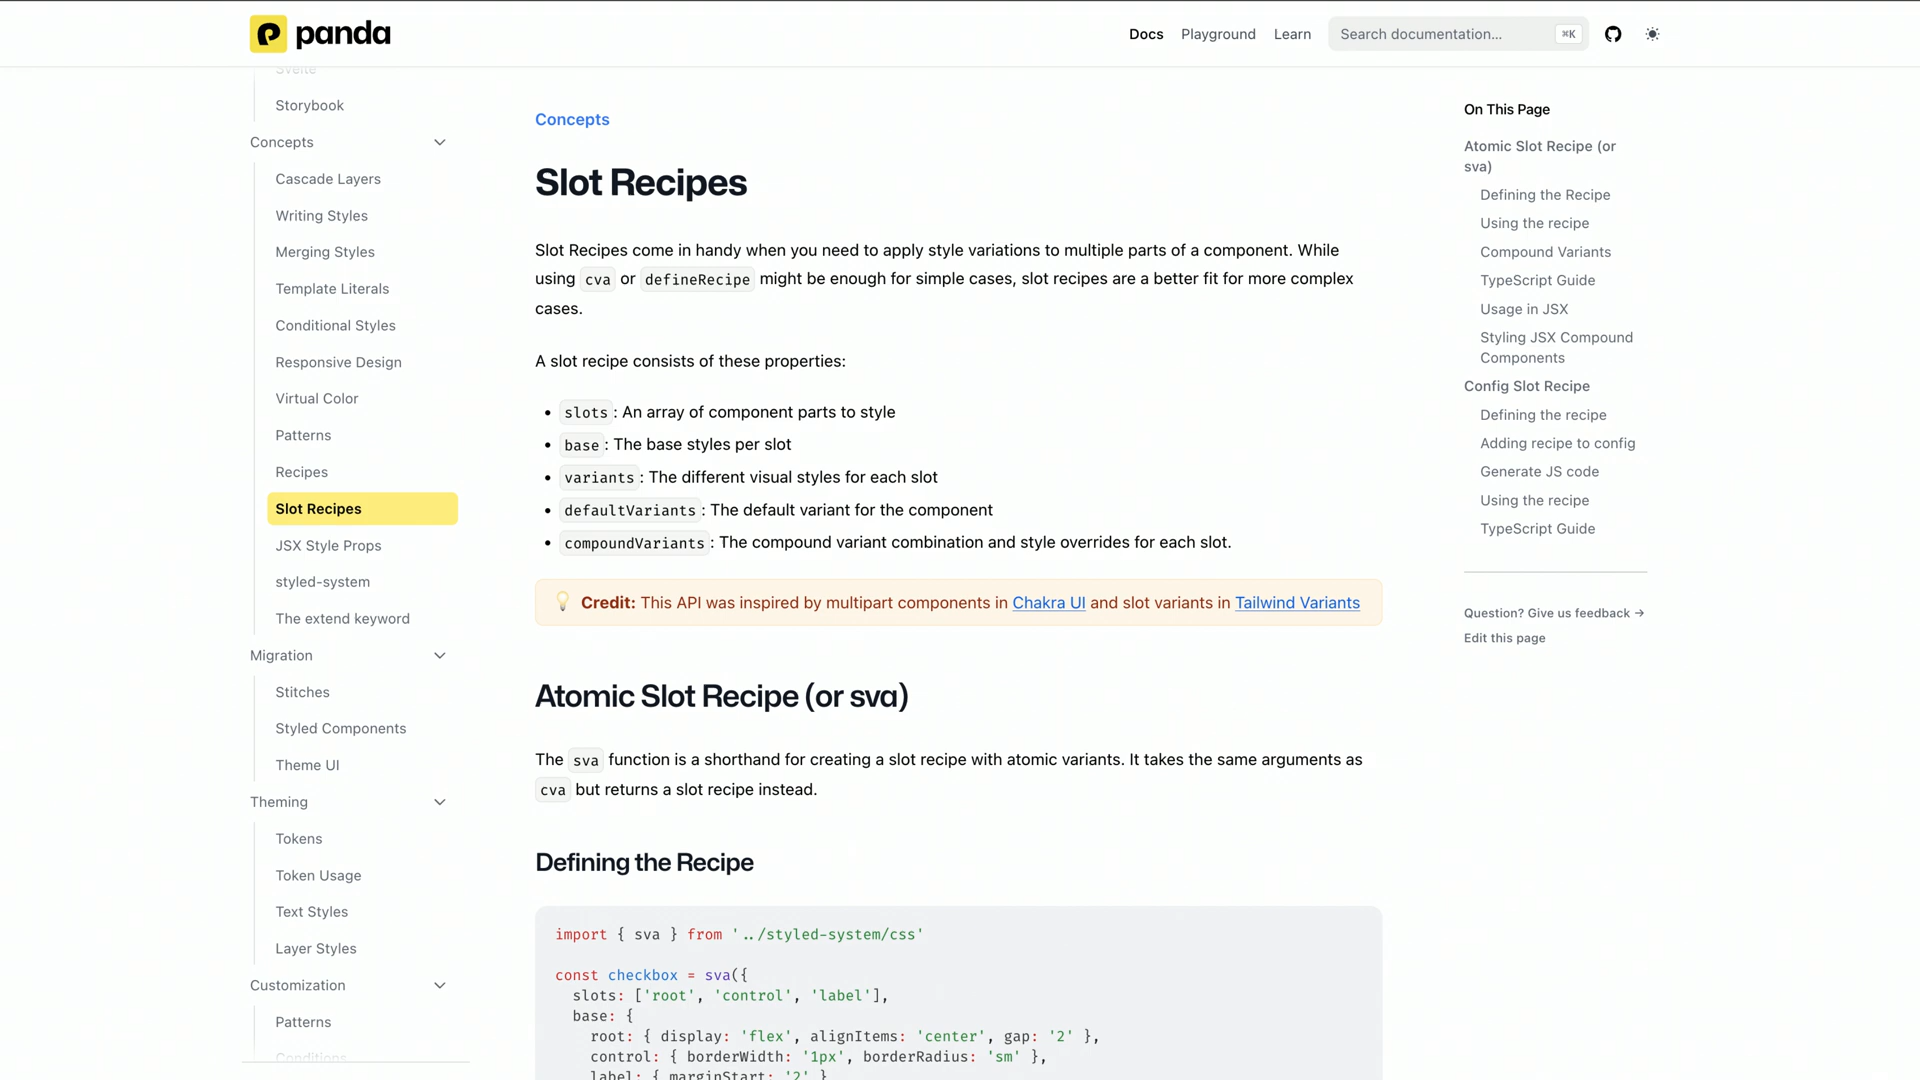 panda
Docs
Playground
Learn
Search documentation...
⌘K
Svelte
Storybook
Concepts
Cascade Layers
Writing Styles
Merging Styles
Template Literals
Conditional Styles
Responsive Design
Virtual Color
Patterns
Recipes
Slot Recipes
JSX Style Props
styled-system
The extend keyword
Migration
Stitches
Styled Components
Theme UI
Theming
Tokens
Token Usage
Text Styles
Layer Styles
Customization
Patterns
Conditions
Concepts
Slot Recipes
Slot Recipes come in handy when you need to apply style variations to multiple parts of a component. While
using cva or defineRecipe might be enough for simple cases, slot recipes are a better fit for more complex
cases.
A slot recipe consists of these properties:
• slots: An array of component parts to style
• base: The base styles per slot
• variants: The different visual styles for each slot
• defaultVariants: The default variant for the component
• compoundVariants: The compound variant combination and style overrides for each slot.
💡 Credit: This API was inspired by multipart components in Chakra UI and slot variants in Tailwind Variants
Atomic Slot Recipe (or sva)
The sva function is a shorthand for creating a slot recipe with atomic variants. It takes the same arguments as
cva but returns a slot recipe instead.
Defining the Recipe
import { sva } from '../styled-system/css'
const checkbox = sva({
slots: ['root', 'control', 'label'],
base: {
root: { display: 'flex', alignItems: 'center', gap: '2' },
control: { borderWidth: '1px', borderRadius: 'sm' },
label: { marginStart: '2' }
On This Page
Atomic Slot Recipe (or
sva)
Defining the Recipe
Using the recipe
Compound Variants
TypeScript Guide
Usage in JSX
Styling JSX Compound
Components
Config Slot Recipe
Defining the recipe
Adding recipe to config
Generate JS code
Using the recipe
TypeScript Guide
Question? Give us feedback →
Edit this page